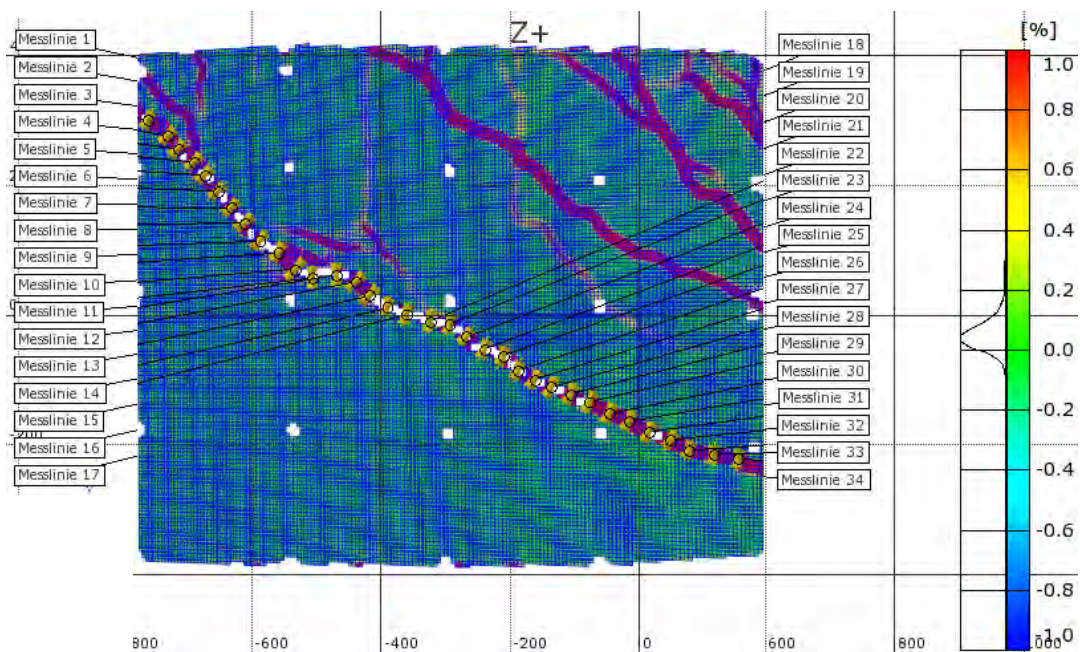 Z+
[%]
Messlinie 1
Messlinie 2
Messlinie 3
Messlinie 4
Messlinie 5
Messlinie 6
Messlinie 7
Messlinie 8
Messlinie 9
Messlinie 10
Messlinie 11
Messlinie 12
Messlinie 13
Messlinie 14
Messlinie 15
Messlinie 16
Messlinie 17
Messlinie 18
Messlinie 19
Messlinie 20
Messlinie 21
Messlinie 22
Messlinie 23
Messlinie 24
Messlinie 25
Messlinie 26
Messlinie 27
Messlinie 28
Messlinie 29
Messlinie 30
Messlinie 31
Messlinie 32
Messlinie 33
Messlinie 34
1.0
0.8
0.6
0.4
0.2
0.0
-0.2
-0.4
-0.6
-0.8
-1.0
800 -600 -400 -200 0 600 800